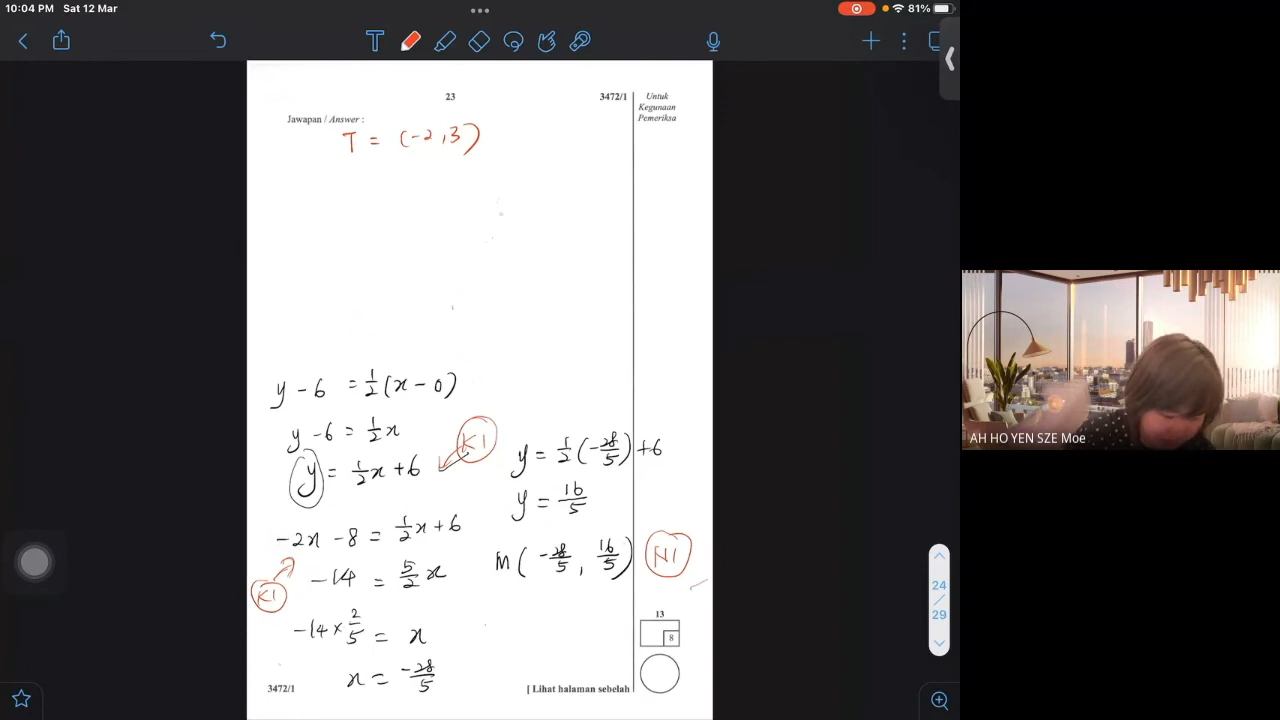 10:04 PM Sat 12 Mar
81%
23
3472/1
Untuk
Kegunaan
Pemeriksa
Jawapan / Answer :
T = (-2, 3)
y - 6 = 1/2 (x - 0)
y - 6 = 1/2 x
y = 1/2 x + 6
K1
-2x - 8 = 1/2 x + 6
K1
-14 = 5/2 x
-14 × 2/5 = x
x = -28/5
y = 1/2 (-28/5) + 6
y = 16/5
M (-28/5, 16/5)
N1
13
8
3472/1
[ Lihat halaman sebelah
24
/
29
AH HO YEN SZE Moe